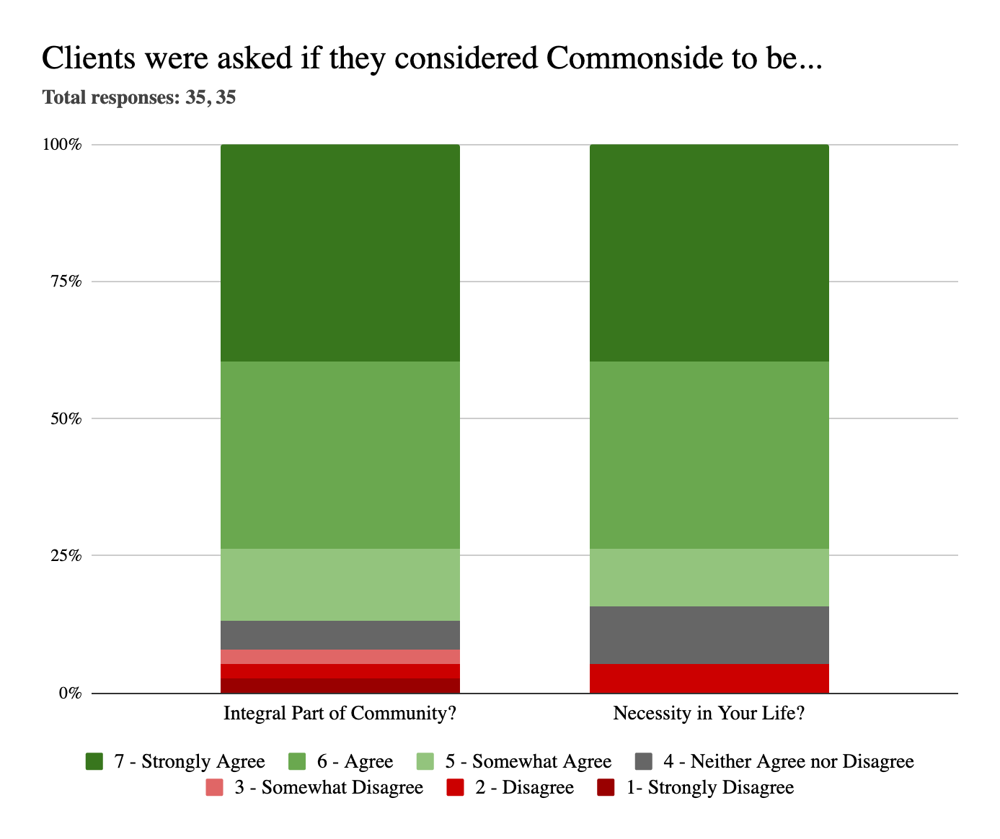 Clients were asked if they considered Commonside to be...
Total responses: 35, 35
100%
75%
50%
25%
0%
Integral Part of Community?
Necessity in Your Life?
7 - Strongly Agree
6 - Agree
5 - Somewhat Agree
4 - Neither Agree nor Disagree
3 - Somewhat Disagree
2 - Disagree
1- Strongly Disagree